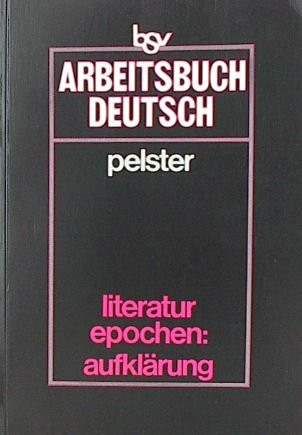 bsv
ARBEITSBUCH
DEUTSCH
pelster
literatur
epochen:
aufklärung